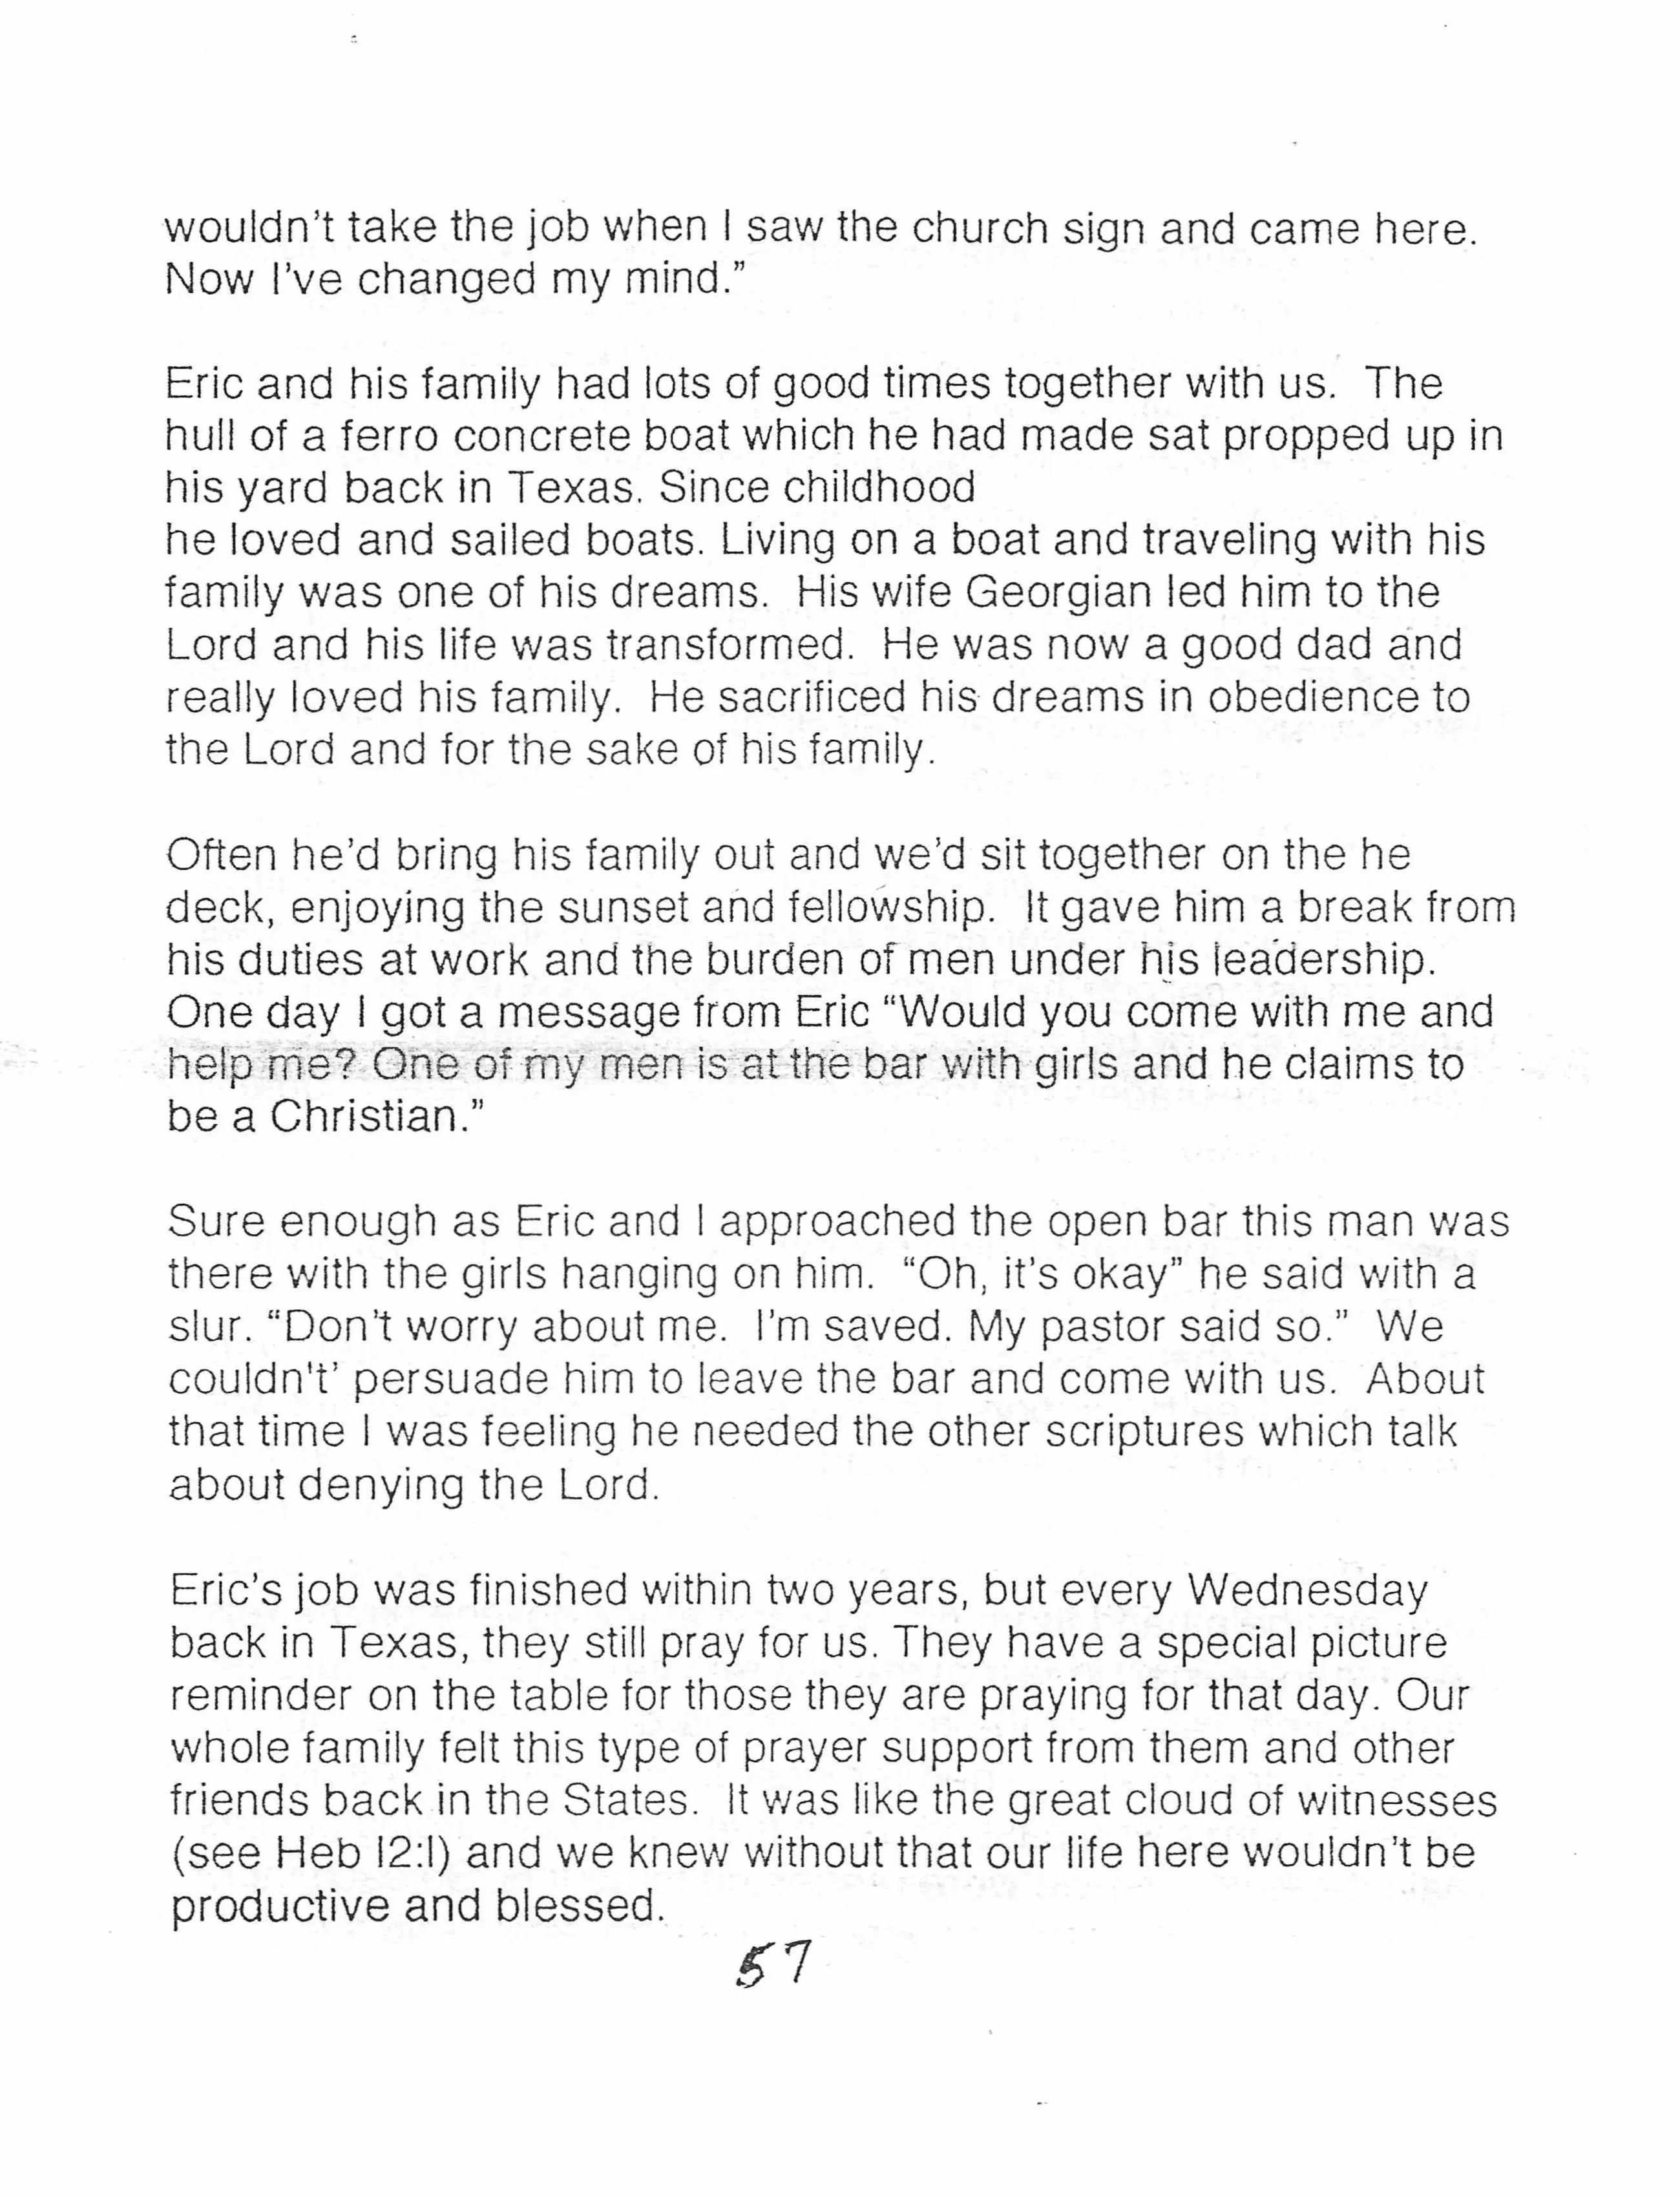 wouldn't take the job when I saw the church sign and came here.
Now I've changed my mind.”
Eric and his family had lots of good times together with us.  The
hull of a ferro concrete boat which he had made sat propped up in
his yard back in Texas. Since childhood
he loved and sailed boats. Living on a boat and traveling with his
family was one of his dreams.  His wife Georgian led him to the
Lord and his life was transformed.  He was now a good dad and
really loved his family.  He sacrificed his dreams in obedience to
the Lord and for the sake of his family.
Often he'd bring his family out and we'd sit together on the he
deck, enjoying the sunset and fellowship.  It gave him a break from
his duties at work and the burden of men under his leadership.
One day I got a message from Eric “Would you come with me and
help me? One of my men is at the bar with girls and he claims to
be a Christian.”
Sure enough as Eric and I approached the open bar this man was
there with the girls hanging on him.  “Oh, it's okay” he said with a
slur. “Don't worry about me.  I'm saved. My pastor said so.”  We
couldn't’ persuade him to leave the bar and come with us.  About
that time I was feeling he needed the other scriptures which talk
about denying the Lord.
Eric's job was finished within two years, but every Wednesday
back in Texas, they still pray for us. They have a special picture
reminder on the table for those they are praying for that day. Our
whole family felt this type of prayer support from them and other
friends back in the States.  It was like the great cloud of witnesses
(see Heb I2:I) and we knew without that our life here wouldn't be
productive and blessed.
57